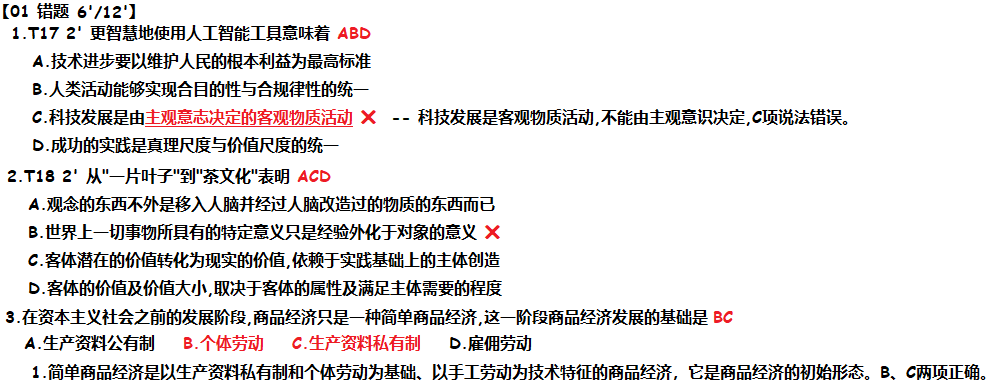 【01 错题 6'/12'】
1.T17 2' 更智慧地使用人工智能工具意味着 ABD
A.技术进步要以维护人民的根本利益为最高标准
B.人类活动能够实现合目的性与合规律性的统一
C.科技发展是由主观意志决定的客观物质活动 ❌ -- 科技发展是客观物质活动,不能由主观意识决定,C项说法错误。
D.成功的实践是真理尺度与价值尺度的统一
2.T18 2' 从"一片叶子"到"茶文化"表明 ACD
A.观念的东西不外是移入人脑并经过人脑改造过的物质的东西而已
B.世界上一切事物所具有的特定意义只是经验外化于对象的意义 ❌
C.客体潜在的价值转化为现实的价值,依赖于实践基础上的主体创造
D.客体的价值及价值大小,取决于客体的属性及满足主体需要的程度
3.在资本主义社会之前的发展阶段,商品经济只是一种简单商品经济,这一阶段商品经济发展的基础是 BC
A.生产资料公有制 B.个体劳动 C.生产资料私有制 D.雇佣劳动
1.简单商品经济是以生产资料私有制和个体劳动为基础、以手工劳动为技术特征的商品经济，它是商品经济的初始形态。B、C两项正确。